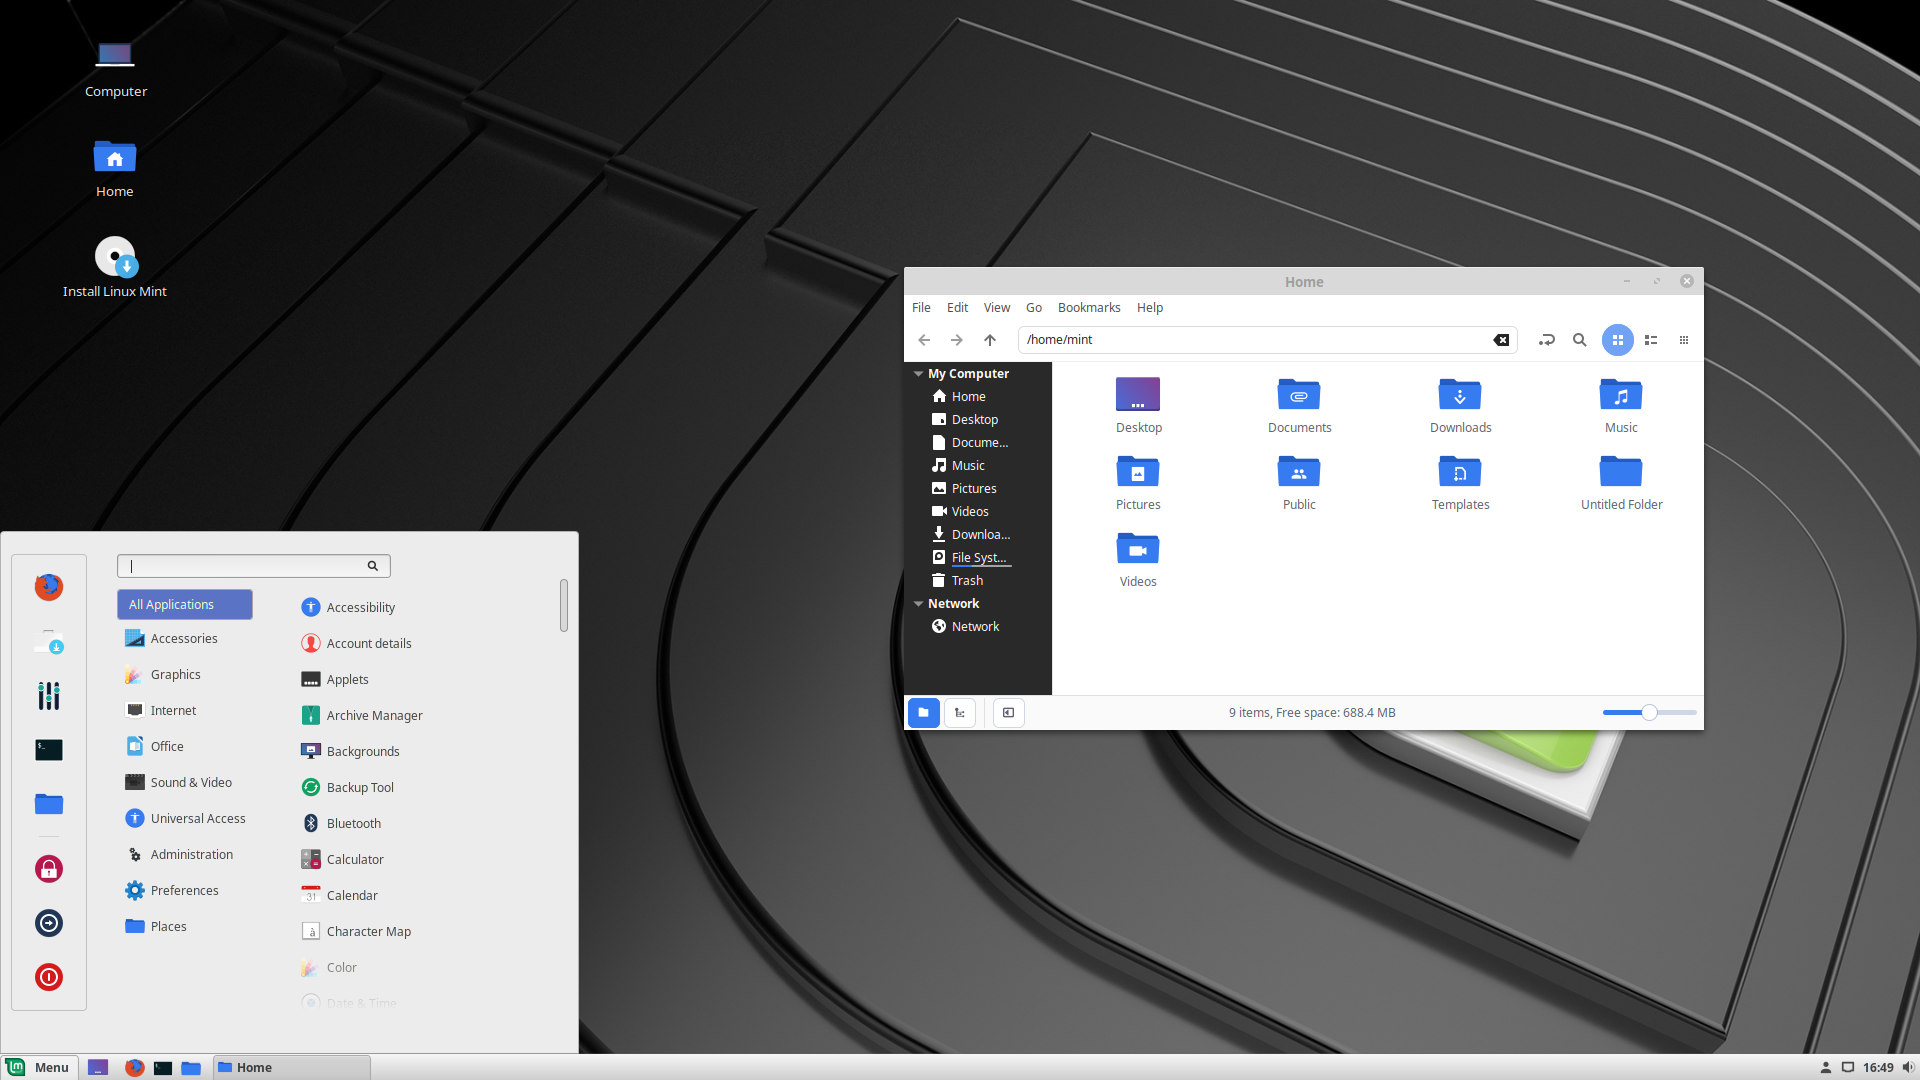 Computer
Home
Install Linux Mint
Home
File Edit View Go Bookmarks Help
/home/mint
My Computer
Home
Desktop
Docume...
Music
Pictures
Videos
Downloa...
File Syst...
Trash
Network
Network
Desktop Documents Downloads Music
Pictures Public Templates Untitled Folder
Videos
9 items, Free space: 688.4 MB
All Applications
Accessories
Graphics
Internet
Office
Sound & Video
Universal Access
Administration
Preferences
Places
Accessibility
Account details
Applets
Archive Manager
Backgrounds
Backup Tool
Bluetooth
Calculator
Calendar
Character Map
Color
Date & Time
Menu
Home
16:49